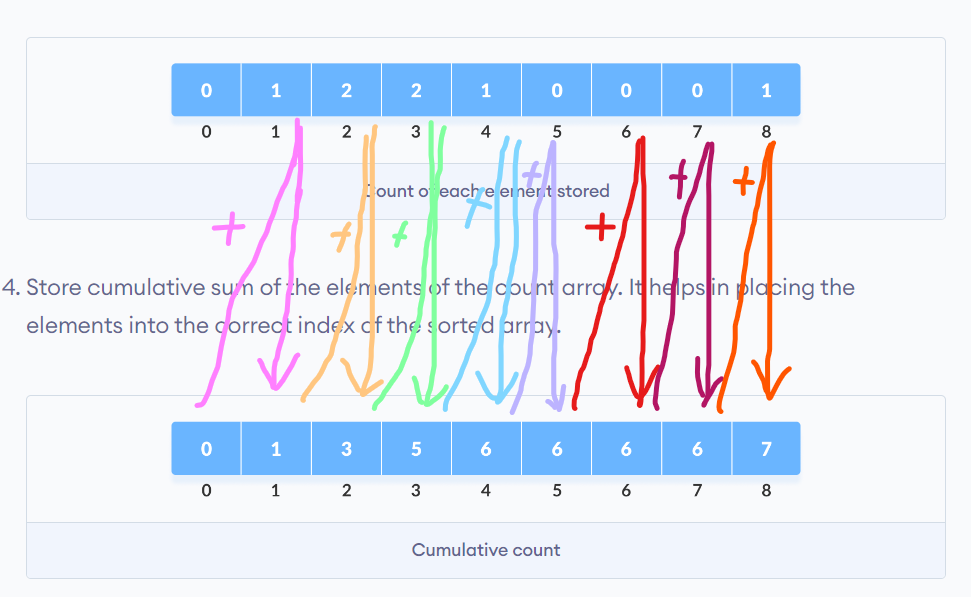 0 1 2 2 1 0 0 0 1
0 1 2 3 4 5 6 7 8
Count of each element stored
+ + + + + + + +
4. Store cumulative sum of the elements of the count array. It helps in placing the
elements into the correct index of the sorted array.
0 1 3 5 6 6 6 6 7
0 1 2 3 4 5 6 7 8
Cumulative count